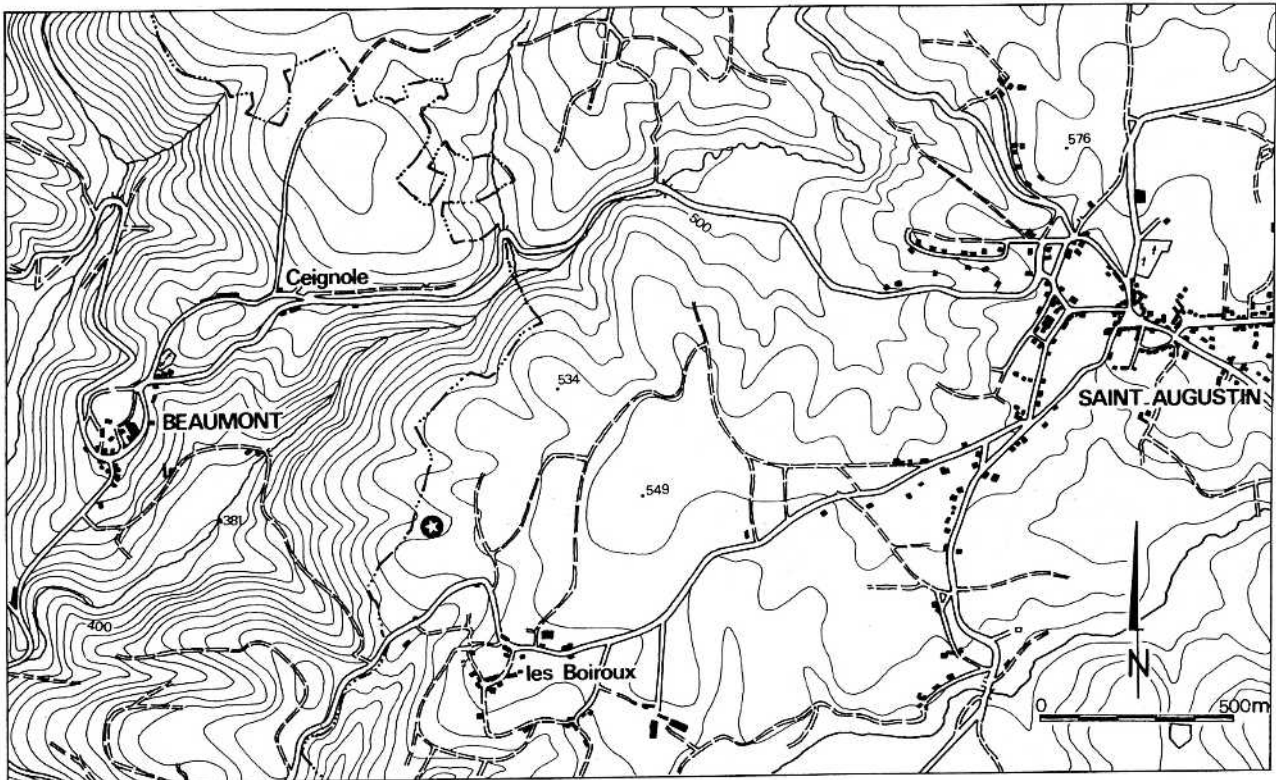 576
500
Ceignole
534
SAINT-AUGUSTIN
BEAUMONT
549
381
400
les Boiroux
N
0 500m